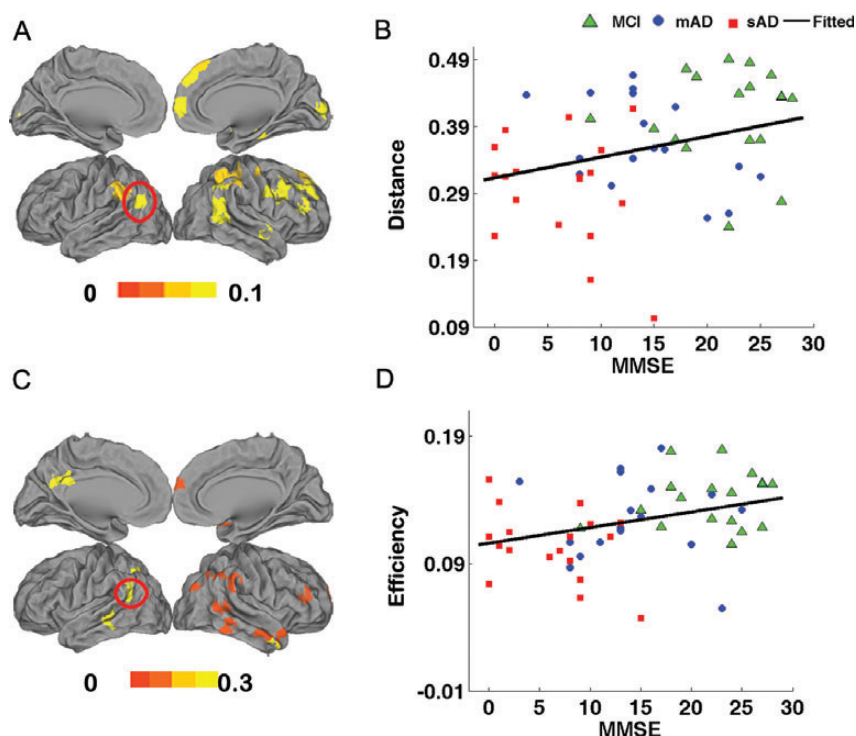 A
B
MCI mAD sAD Fitted
Distance
0.49
0.39
0.29
0.19
0.09
0 5 10 15 20 25 30
MMSE
0 0.1
C
D
Efficiency
0.19
0.09
-0.01
0 5 10 15 20 25 30
MMSE
0 0.3